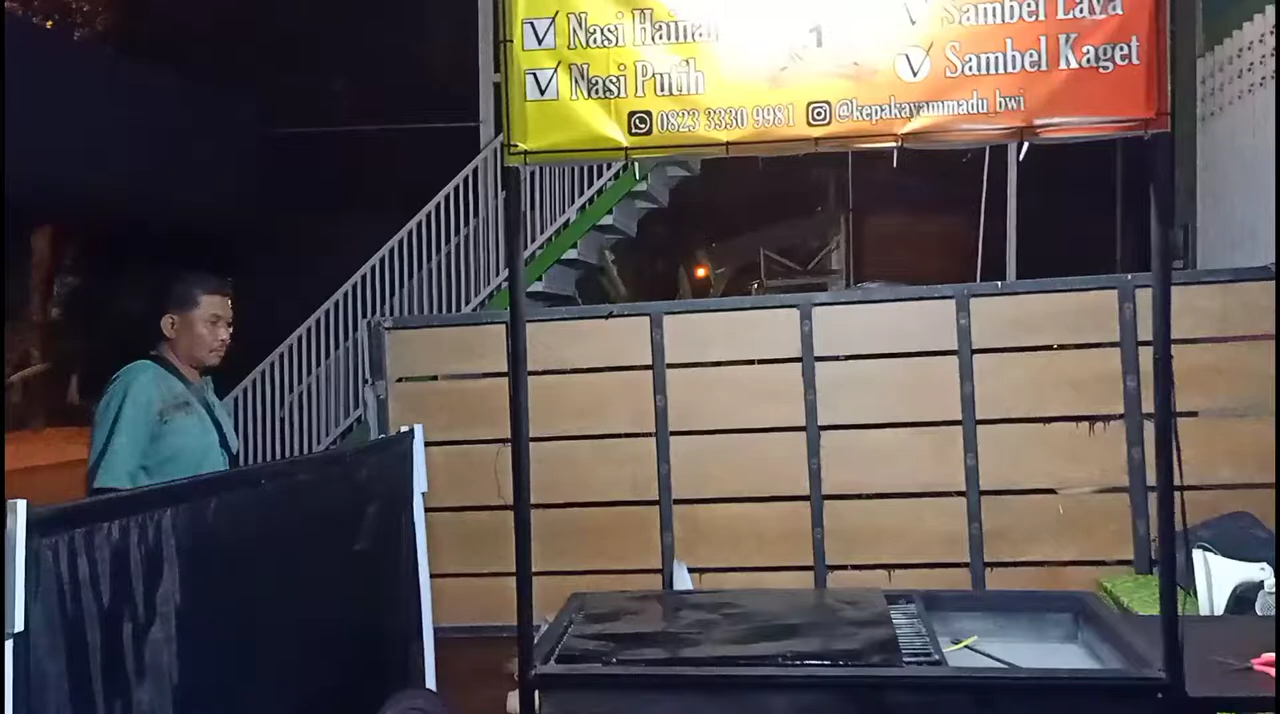 Nasi Hainan
Nasi Putih
Sambel Lava
Sambel Kaget
0823 3330 9981 @kepakayammadu_bwi